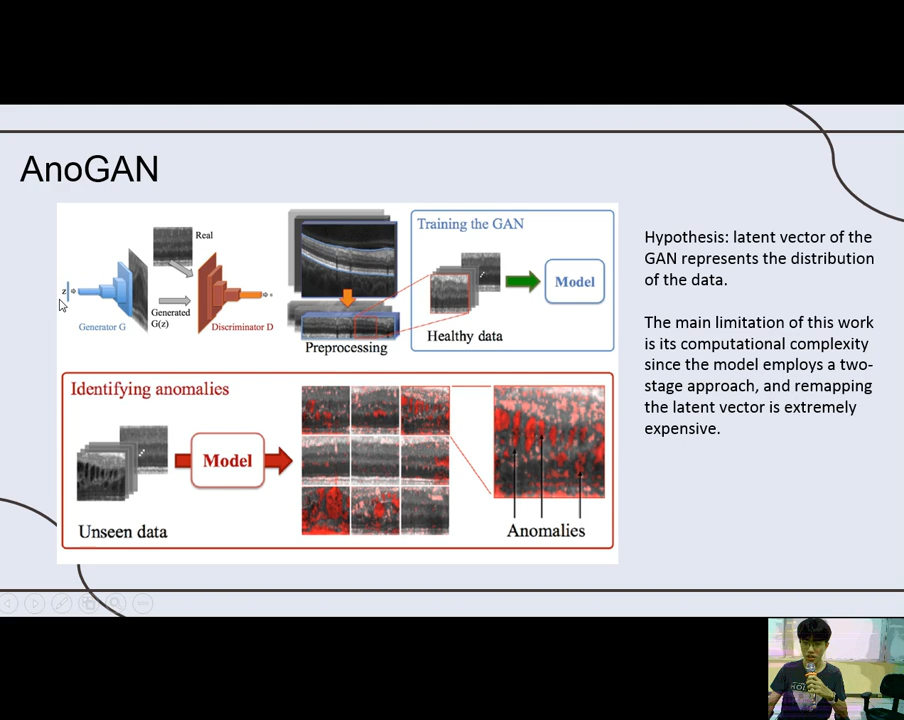 AnoGAN
Real
z
Generated
G(z)
Generator G
Discriminator D
Preprocessing
Training the GAN
Healthy data
Model
Identifying anomalies
Unseen data
Model
Anomalies
Hypothesis: latent vector of the
GAN represents the distribution
of the data.
The main limitation of this work
is its computational complexity
since the model employs a two-
stage approach, and remapping
the latent vector is extremely
expensive.